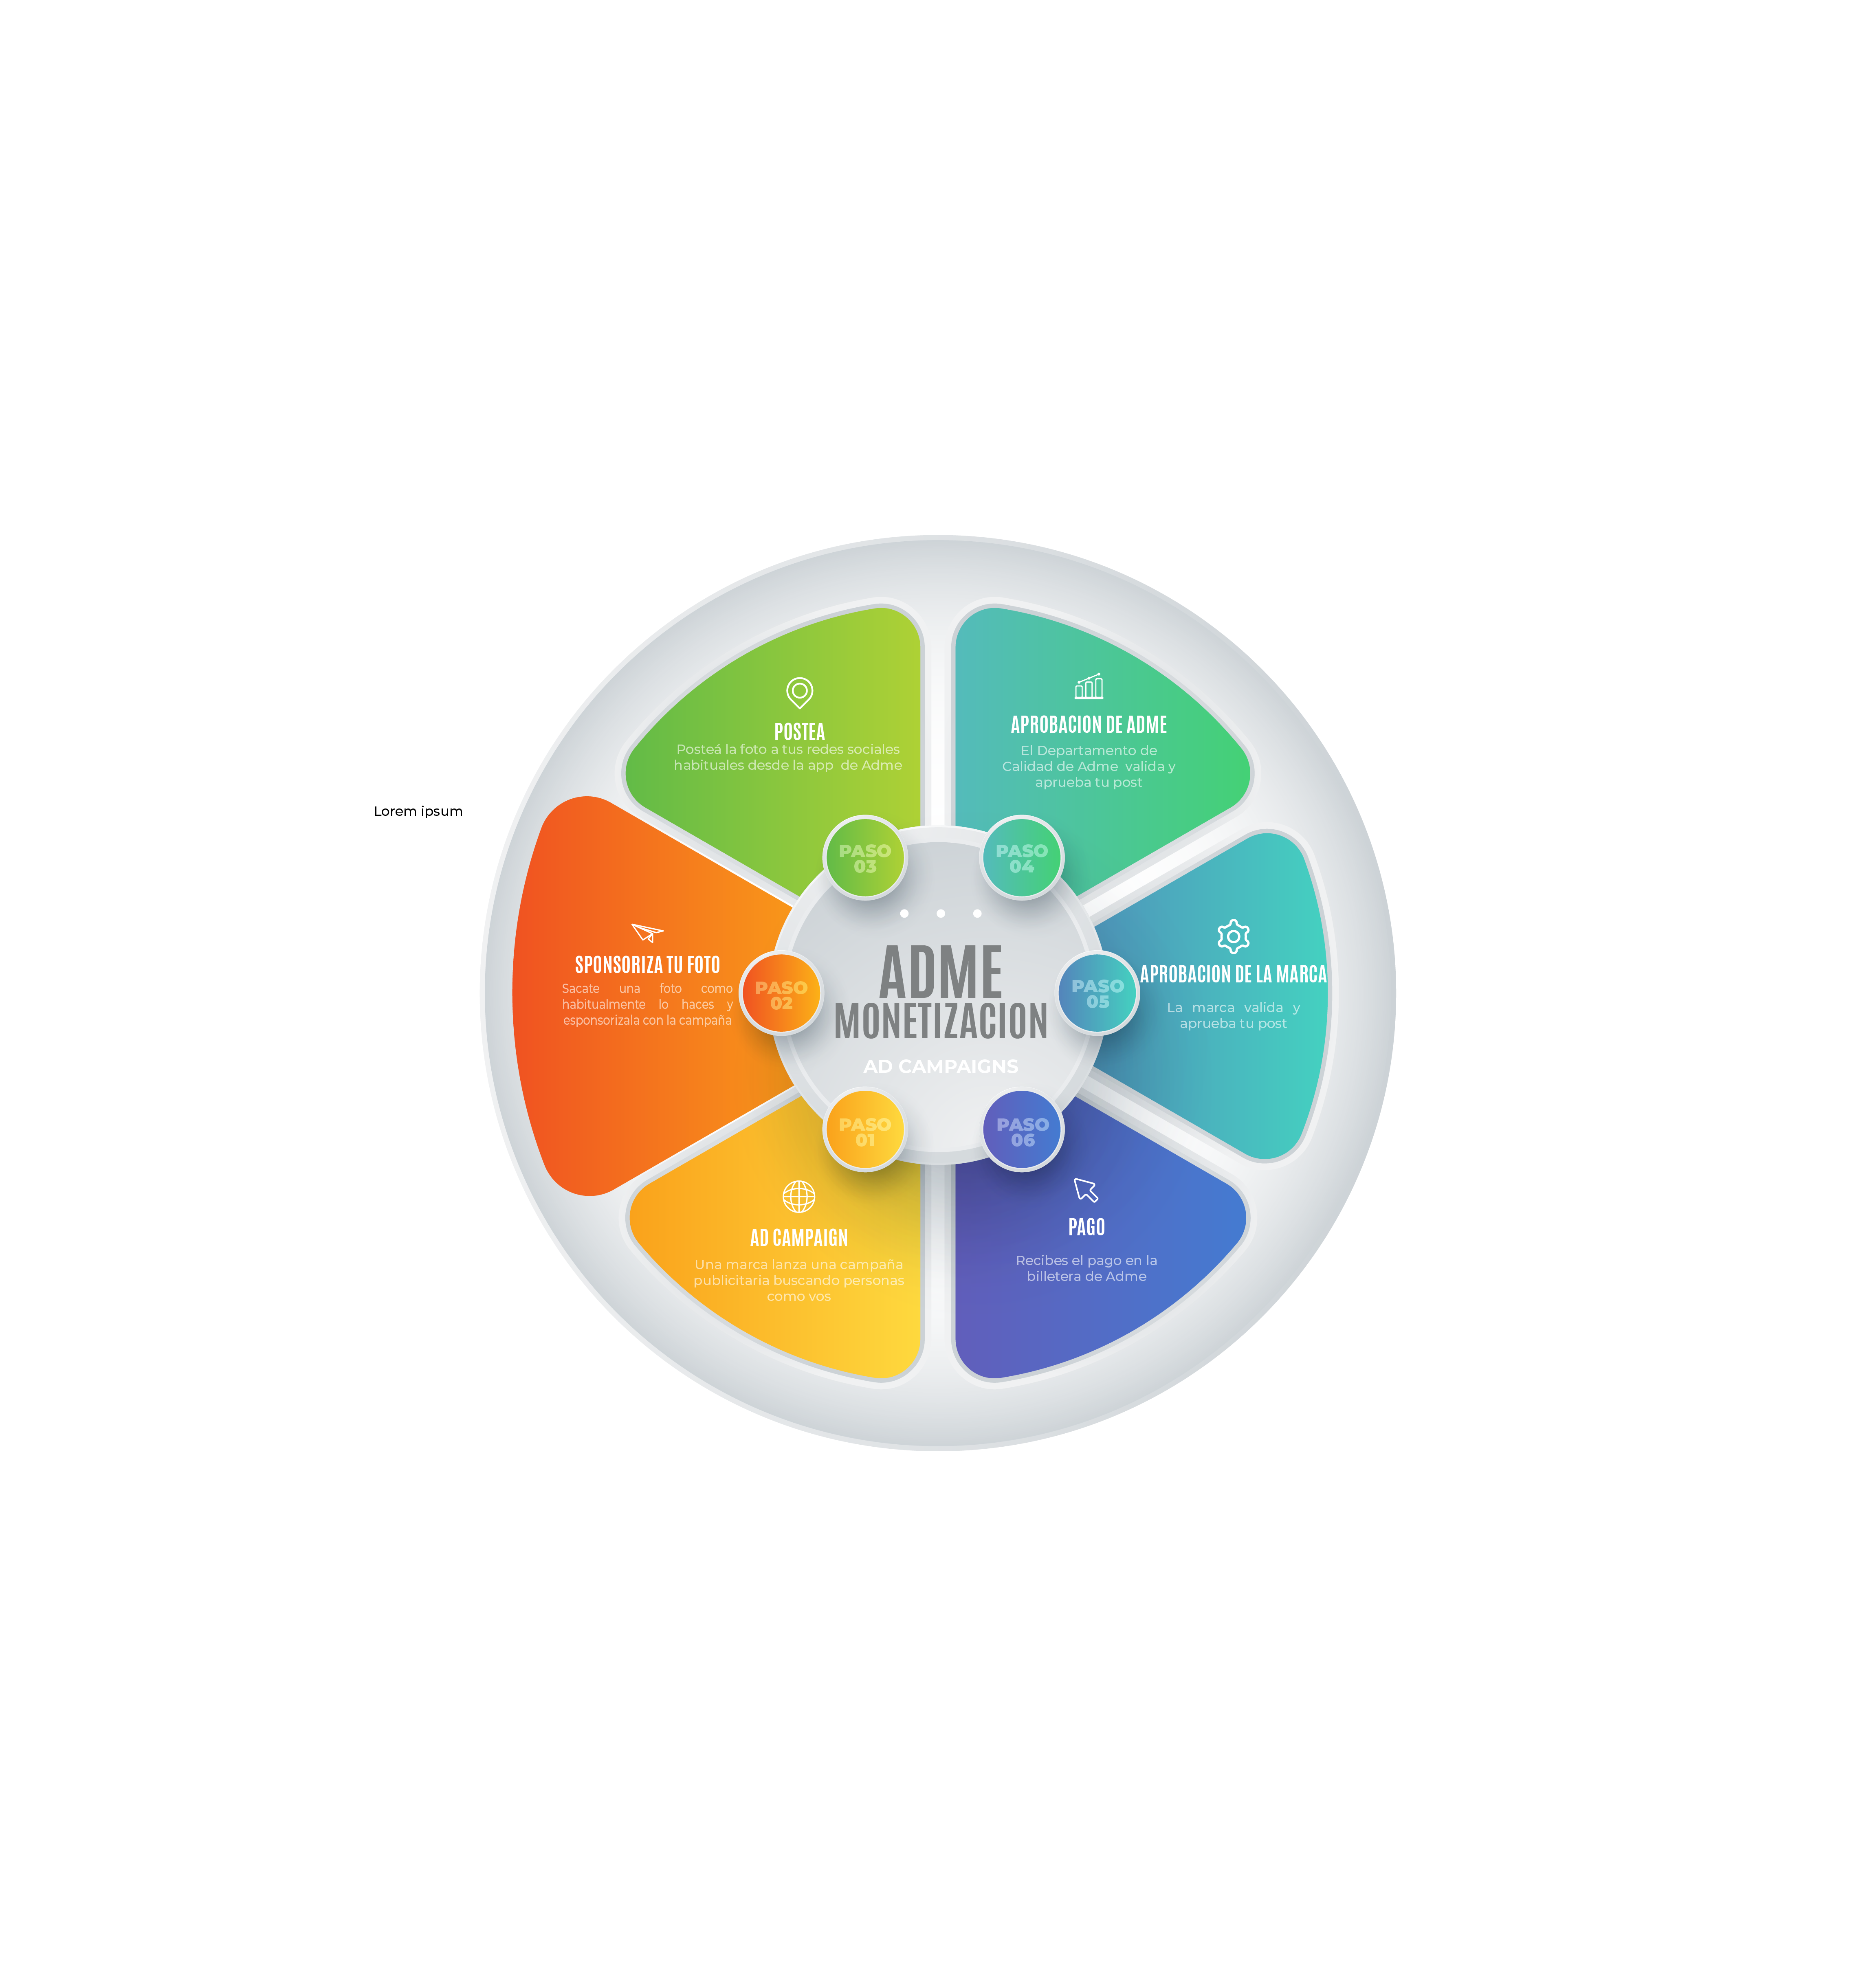 POSTEA
Posteá la foto a tus redes sociales
habituales desde la app de Adme
APROBACION DE ADME
El Departamento de
Calidad de Adme valida y
aprueba tu post
Lorem ipsum
PASO
03
PASO
04
SPONSORIZA TU FOTO
Sacate una foto como
habitualmente lo haces y
esponsorizala con la campaña
PASO
02
ADME
MONETIZACION
AD CAMPAIGNS
PASO
05
APROBACION DE LA MARCA
La marca valida y
aprueba tu post
PASO
01
PASO
06
AD CAMPAIGN
Una marca lanza una campaña
publicitaria buscando personas
como vos
PAGO
Recibes el pago en la
billetera de Adme